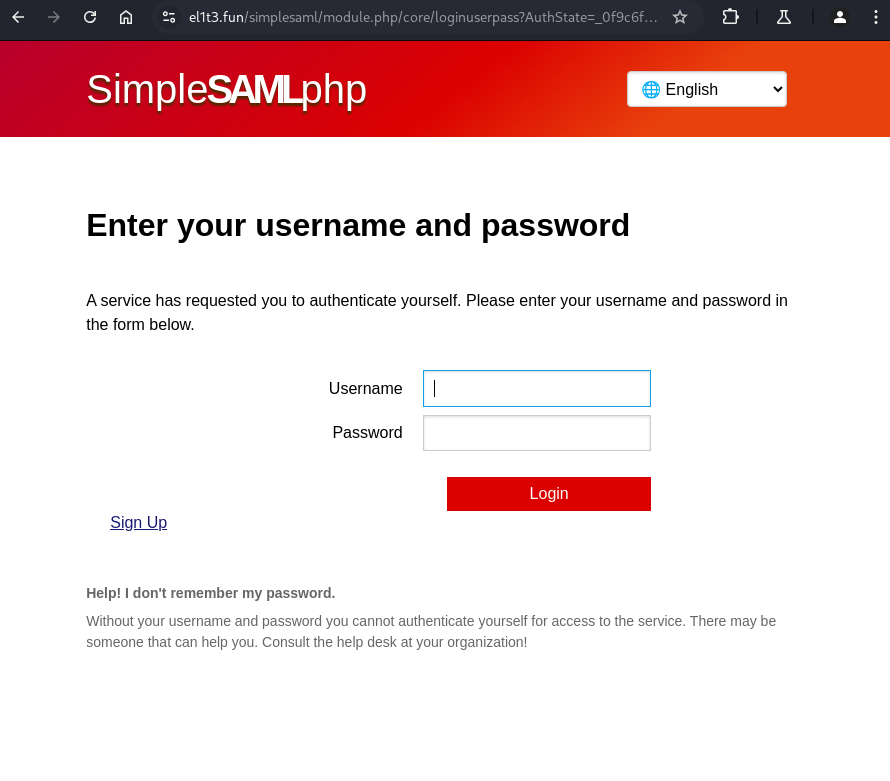 el1t3.fun/simplesaml/module.php/core/loginuserpass?AuthState=_0f9c6f…
SimpleSAMLphp
🌐 English
Enter your username and password
A service has requested you to authenticate yourself. Please enter your username and password in
the form below.
Username
Password
Login
Sign Up
Help! I don't remember my password.
Without your username and password you cannot authenticate yourself for access to the service. There may be
someone that can help you. Consult the help desk at your organization!